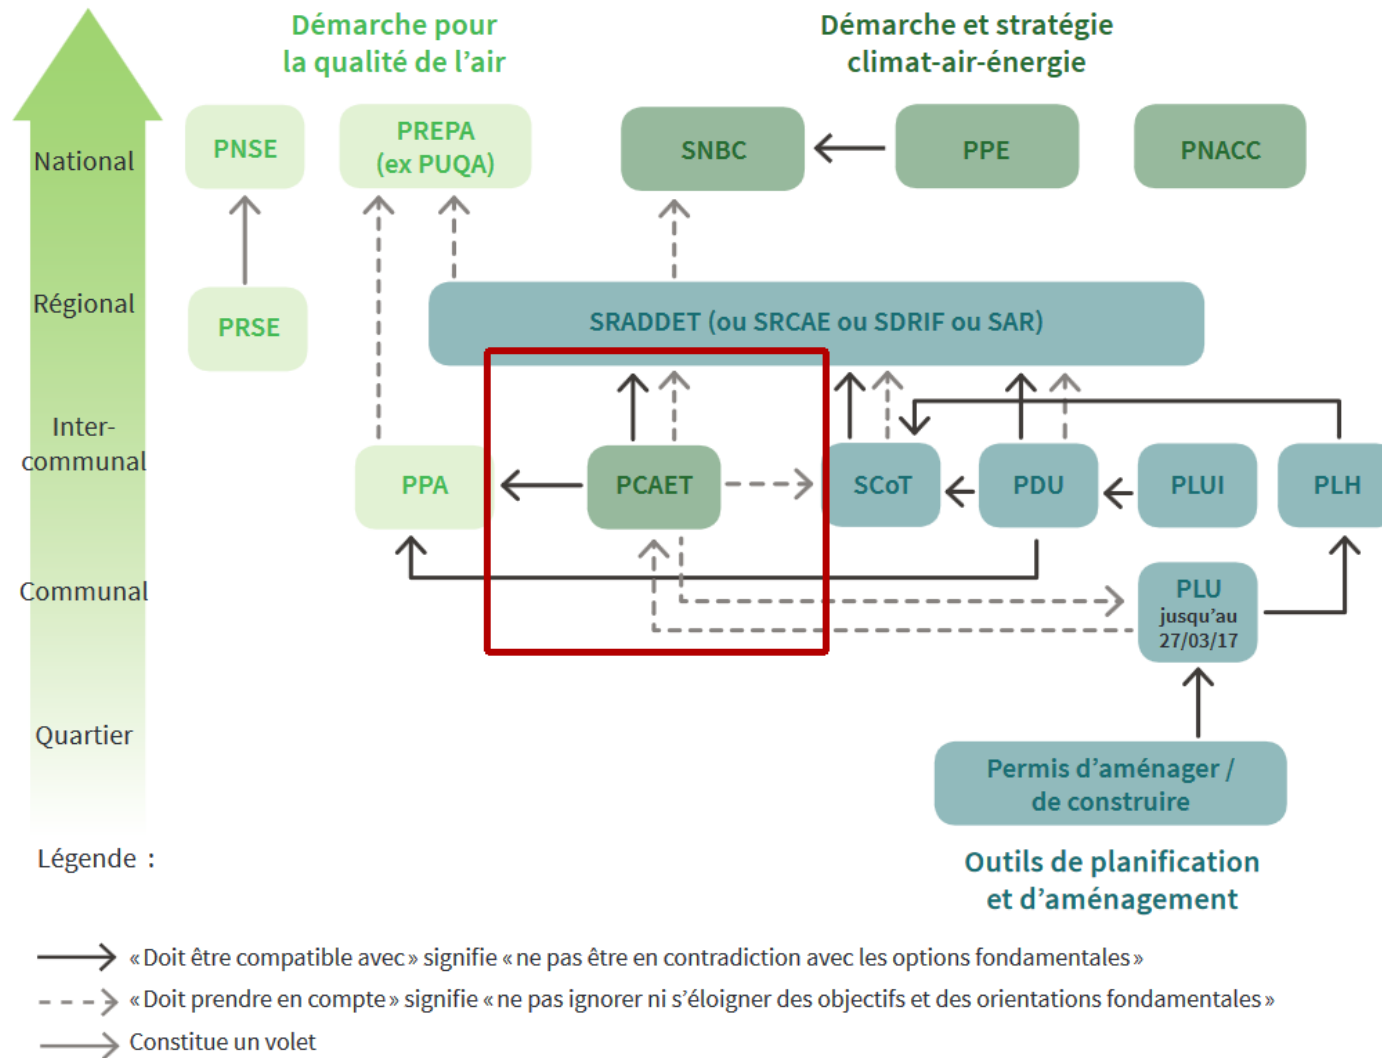 Démarche pour
la qualité de l’air
Démarche et stratégie
climat-air-énergie
National
PNSE
PREPA
(ex PUQA)
SNBC
PPE
PNACC
Régional
PRSE
SRADDET (ou SRCAE ou SDRIF ou SAR)
Inter-
communal
PPA
PCAET
SCoT
PDU
PLUI
PLH
Communal
PLU
jusqu’au
27/03/17
Quartier
Permis d’aménager /
de construire
Légende :
Outils de planification
et d’aménagement
« Doit être compatible avec » signifie « ne pas être en contradiction avec les options fondamentales »
« Doit prendre en compte » signifie « ne pas ignorer ni s’éloigner des objectifs et des orientations fondamentales »
Constitue un volet